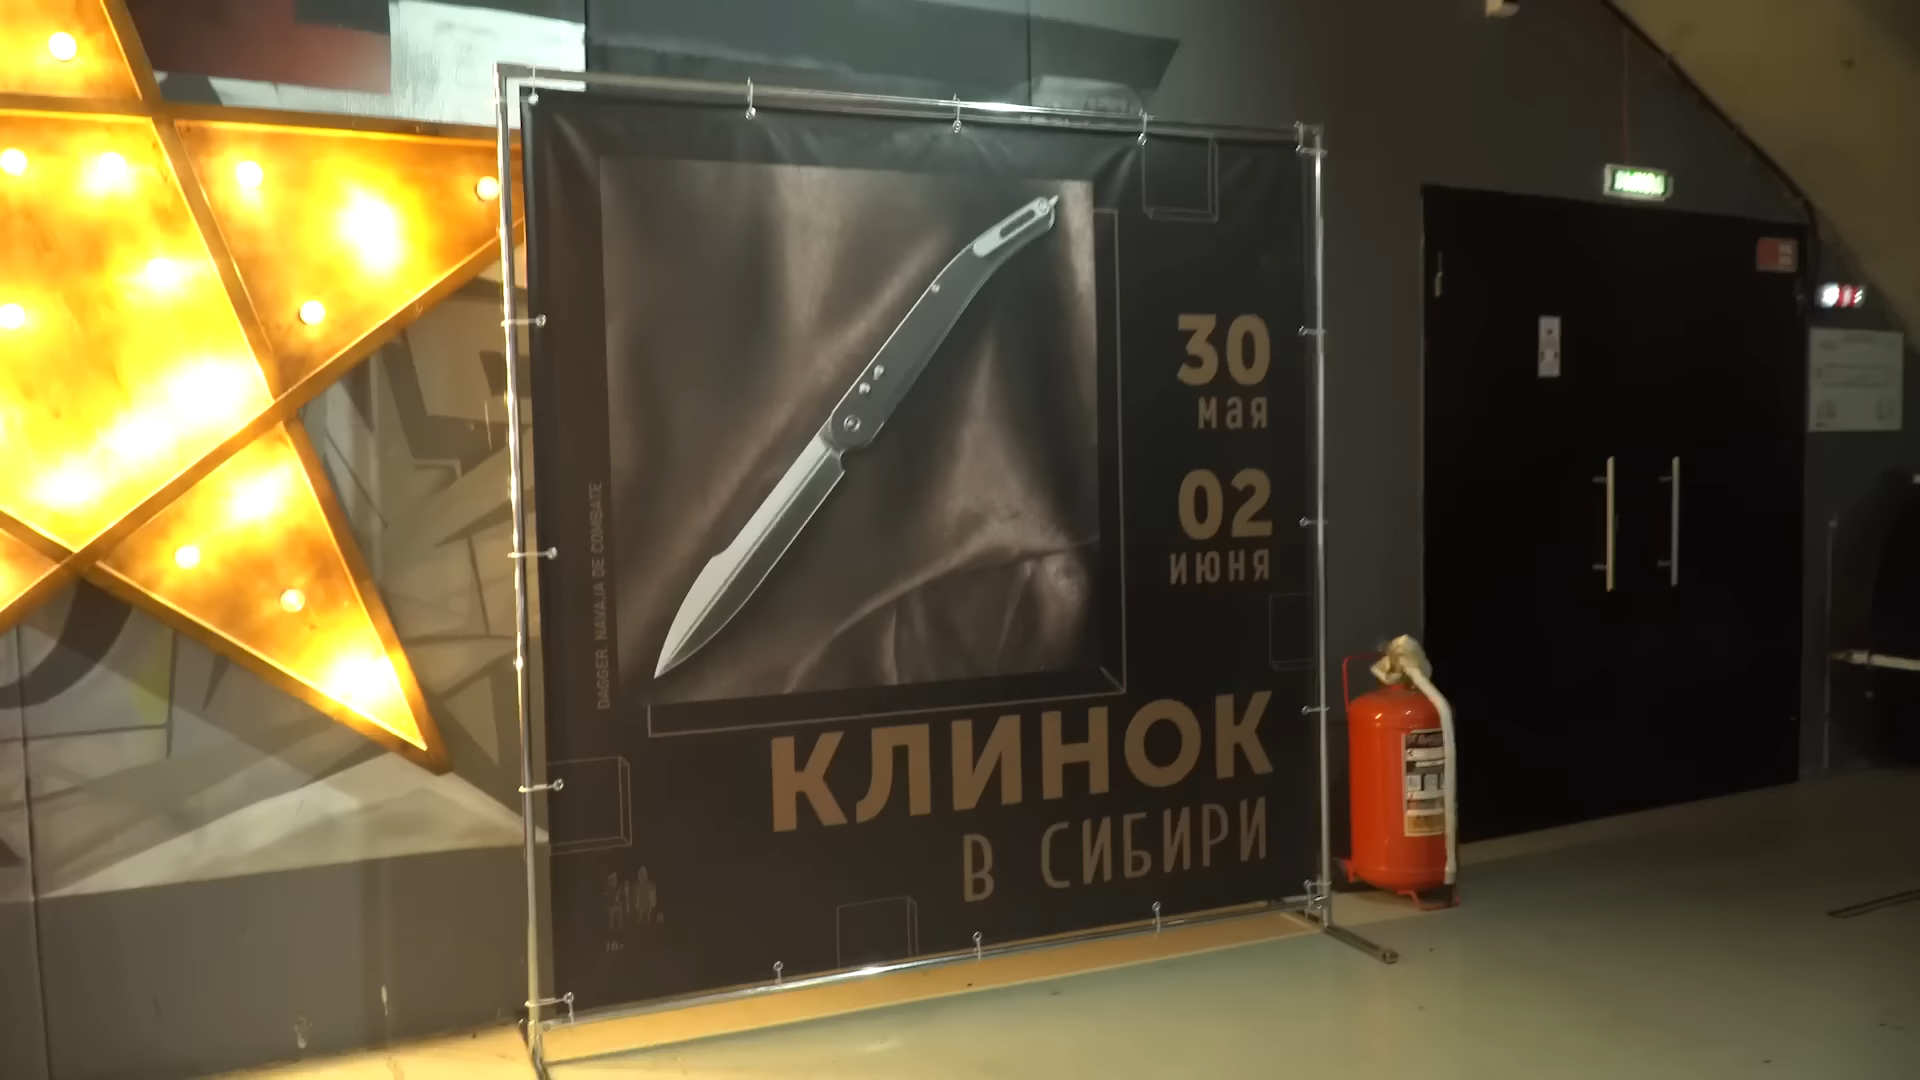 DAGGER. NAVAJA DE COMBATE
30
мая
02
июня
КЛИНОК
В СИБИРИ